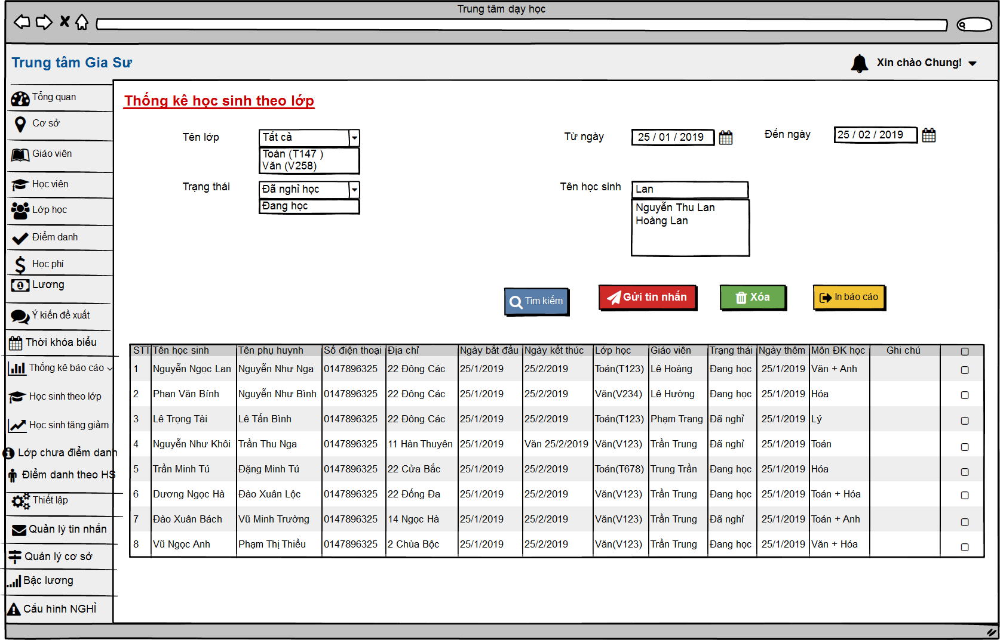 Trung tâm dạy học
Trung tâm Gia Sư
Xin chào Chung!
Tổng quan
Cơ sở
Giáo viên
Học viên
Lớp học
Điểm danh
Học phí
Lương
Ý kiến đề xuất
Thời khóa biểu
Thống kê báo cáo
Học sinh theo lớp
Học sinh tăng giảm
Lớp chưa điểm danh
Điểm danh theo HS
Thiết lập
Quản lý tin nhắn
Quản lý cơ sở
Bậc lương
Cấu hình NGHỈ
Thống kê học sinh theo lớp
Tên lớp Tất cả
Toán (T147 )
Văn (V258)
Từ ngày 25 / 01 / 2019 Đến ngày 25 / 02 / 2019
Trạng thái Đã nghỉ học
Đang học
Tên học sinh Lan
Nguyễn Thu Lan
Hoàng Lan
Tìm kiếm Gửi tin nhắn Xóa In báo cáo
STT Tên học sinh Tên phụ huynh Số điện thoại Địa chỉ Ngày bắt đầu Ngày kết thúc Lớp học Giáo viên Trạng thái Ngày thêm Môn ĐK học Ghi chú
1 Nguyễn Ngọc Lan Nguyễn Như Nga 0147896325 22 Đông Các 25/1/2019 25/2/2019 Toán(T123) Lê Hoàng Đang học 25/1/2019 Văn + Anh
2 Phan Văn Bính Nguyễn Như Bình 0147896325 22 Đông Các 25/1/2019 25/2/2019 Văn(V234) Lê Hường Đang học 25/1/2019 Hóa
3 Lê Trọng Tài Lê Tấn Bình 0147896325 22 Đông Các 25/1/2019 25/2/2019 Toán(T123) Phạm Trang Đã nghỉ 25/1/2019 Lý
4 Nguyễn Như Khôi Trần Thu Nga 0147896325 11 Hàn Thuyên 25/1/2019 Văn 25/2/2019 Văn(V123) Trần Trung Đã nghỉ 25/1/2019 Toán
5 Trần Minh Tú Đặng Minh Tú 0147896325 22 Cửa Bắc 25/1/2019 25/2/2019 Toán(T678) Trung Trần Đang học 25/1/2019 Hóa
6 Dương Ngọc Hà Đào Xuân Lộc 0147896325 22 Đống Đa 25/1/2019 25/2/2019 Văn(V123) Trần Trung Đang học 25/1/2019 Toán + Hóa
7 Đào Xuân Bách Vũ Minh Trường 0147896325 14 Ngọc Hà 25/1/2019 25/2/2019 Văn(V123) Trần Trung Đã nghỉ 25/1/2019 Toán + Anh
8 Vũ Ngọc Anh Phạm Thị Thiều 0147896325 2 Chùa Bộc 25/1/2019 25/2/2019 Văn(V123) Trần Trung Đang học 25/1/2019 Văn + Hóa